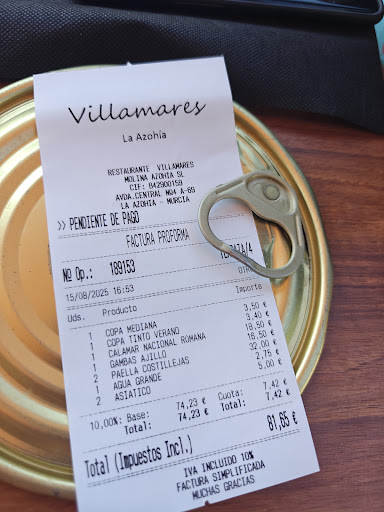 Villamares
La Azohía
RESTAURANTE VILLAMARES
MOLINA AZOHIA SL
CIF: B42900159
AVDA.CENTRAL Nº4 A-69
LA AZOHIA - MURCIA
>> PENDIENTE DE PAGO
FACTURA PROFORMA
Nº Op.: 189153
15/08/2025 16:53
Uds. Producto Importe
1 COPA MEDIANA 3,50 €
1 COPA TINTO VERANO 3,40 €
1 CALAMAR NACIONAL ROMANA 18,50 €
1 GAMBAS AJILLO 16,50 €
2 PAELLA COSTILLEJAS 32,00 €
1 AGUA GRANDE 2,75 €
2 ASIATICO 5,00 €
10,00%: Base: 74,23 € Cuota: 7,42 €
Total: 74,23 € Total: 7,42 €
Total (Impuestos Incl.) 81,65 €
IVA INCLUIDO 10%
FACTURA SIMPLIFICADA
MUCHAS GRACIAS